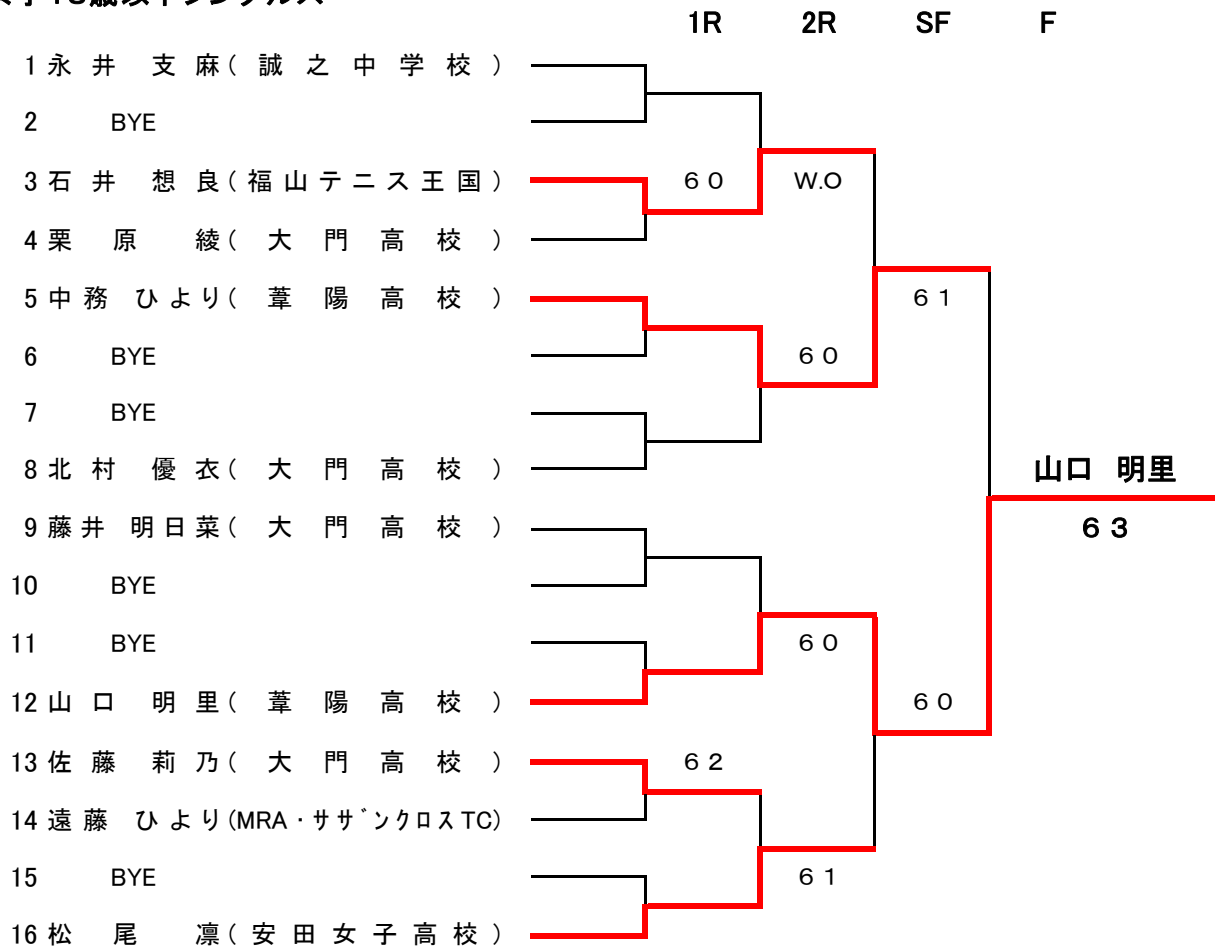 1R 2R SF F
1 永井 支麻(誠之中学校)
2 BYE
3 石井 想良(福山テニス王国) 60 W.O
4 栗原 綾(大門高校)
5 中務 ひより(葦陽高校) 61
6 BYE 60
7 BYE
8 北村 優衣(大門高校) 山口 明里
9 藤井 明日菜(大門高校) 63
10 BYE
11 BYE 60
12 山口 明里(葦陽高校) 60
13 佐藤 莉乃(大門高校) 62
14 遠藤 ひより(MRA・サザンクロスTC)
15 BYE 61
16 松尾 凛(安田女子高校)